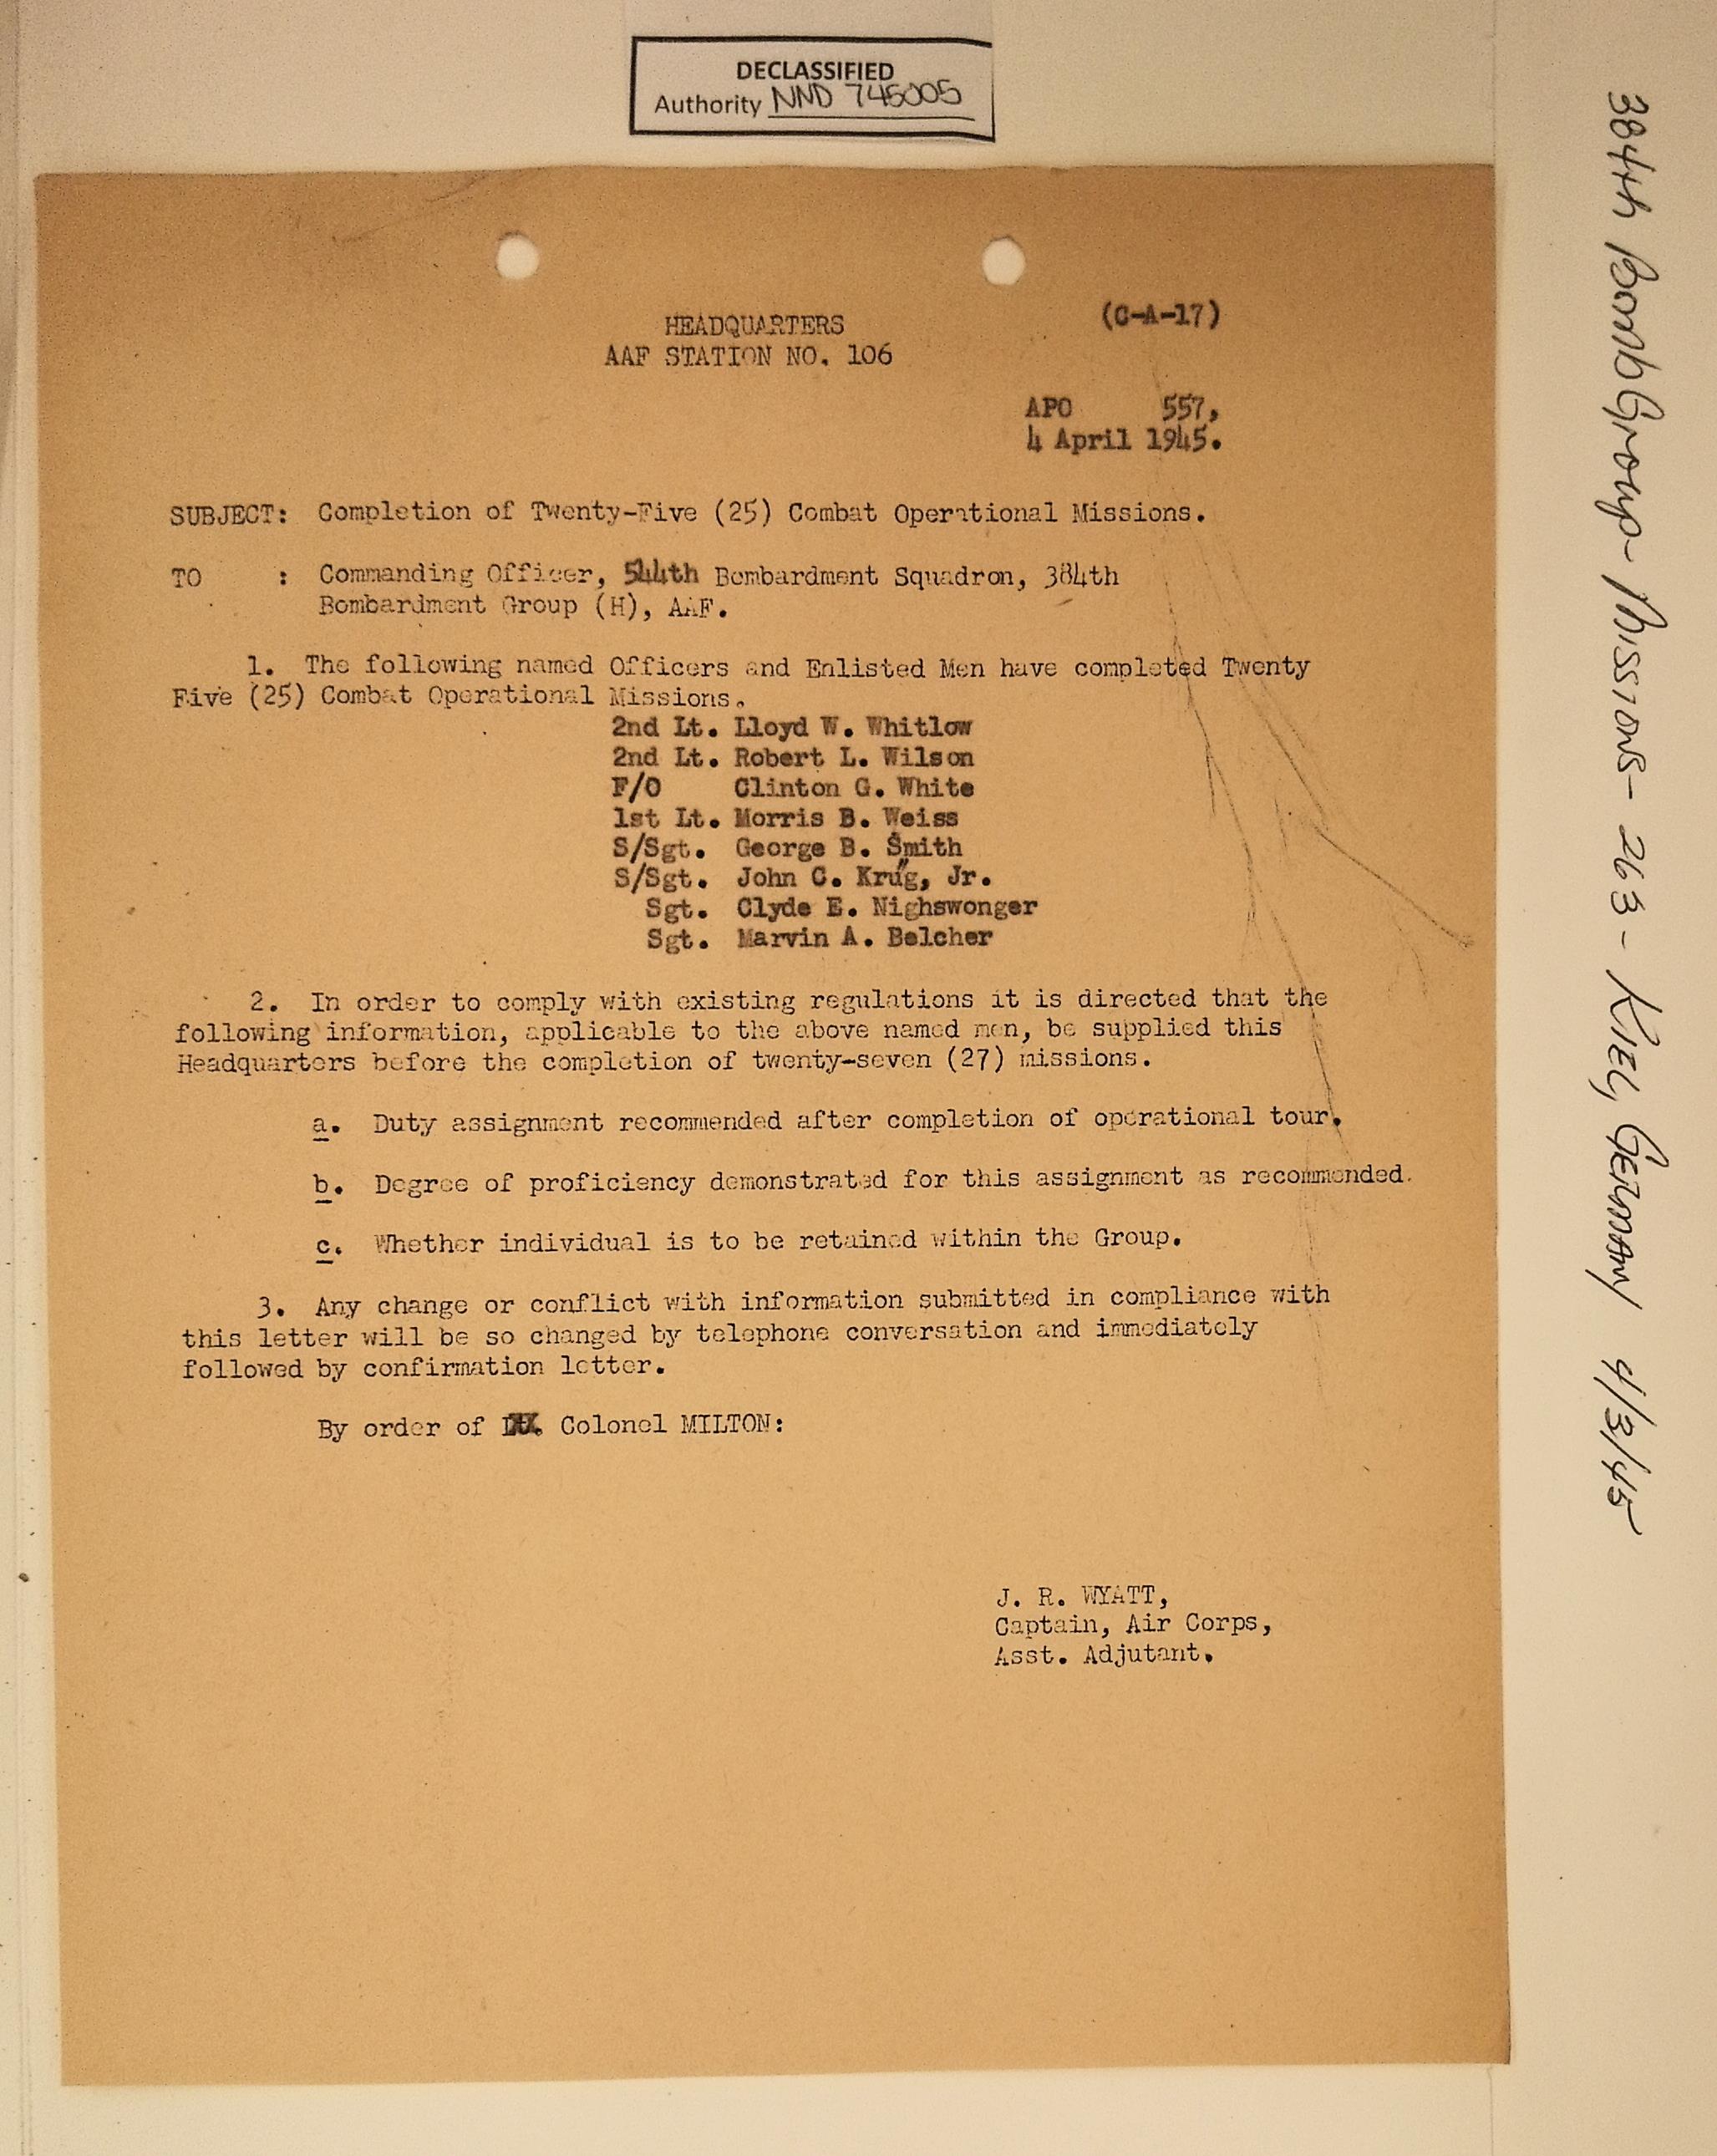 DECLASSIFIED
Authority NND 745005
HEADQUARTERS (C-A-17)
AAF STATION NO. 106
APO 557,
4 April 1945.
SUBJECT: Completion of Twenty-Five (25) Combat Operational Missions.
TO : Commanding Officer, 544th Bombardment Squadron, 384th
Bombardment Group (H), AAF.
1. The following named Officers and Enlisted Men have completed Twenty
Five (25) Combat Operational Missions.
2nd Lt. Lloyd W. Whitlow
2nd Lt. Robert L. Wilson
F/O Clinton G. White
1st Lt. Morris B. Weiss
S/Sgt. George B. Smith
S/Sgt. John C. Krug, Jr.
Sgt. Clyde E. Nighswonger
Sgt. Marvin A. Belcher
2. In order to comply with existing regulations it is directed that the
following information, applicable to the above named men, be supplied this
Headquarters before the completion of twenty-seven (27) missions.
a. Duty assignment recommended after completion of operational tour.
b. Degree of proficiency demonstrated for this assignment as recommended.
c. Whether individual is to be retained within the Group.
3. Any change or conflict with information submitted in compliance with
this letter will be so changed by telephone conversation and immediately
followed by confirmation letter.
By order of Colonel MILTON:
J. R. WYATT,
Captain, Air Corps,
Asst. Adjutant.
384th Bomb Group - Missions - 263 - KIEL, GERMANY 4/3/45